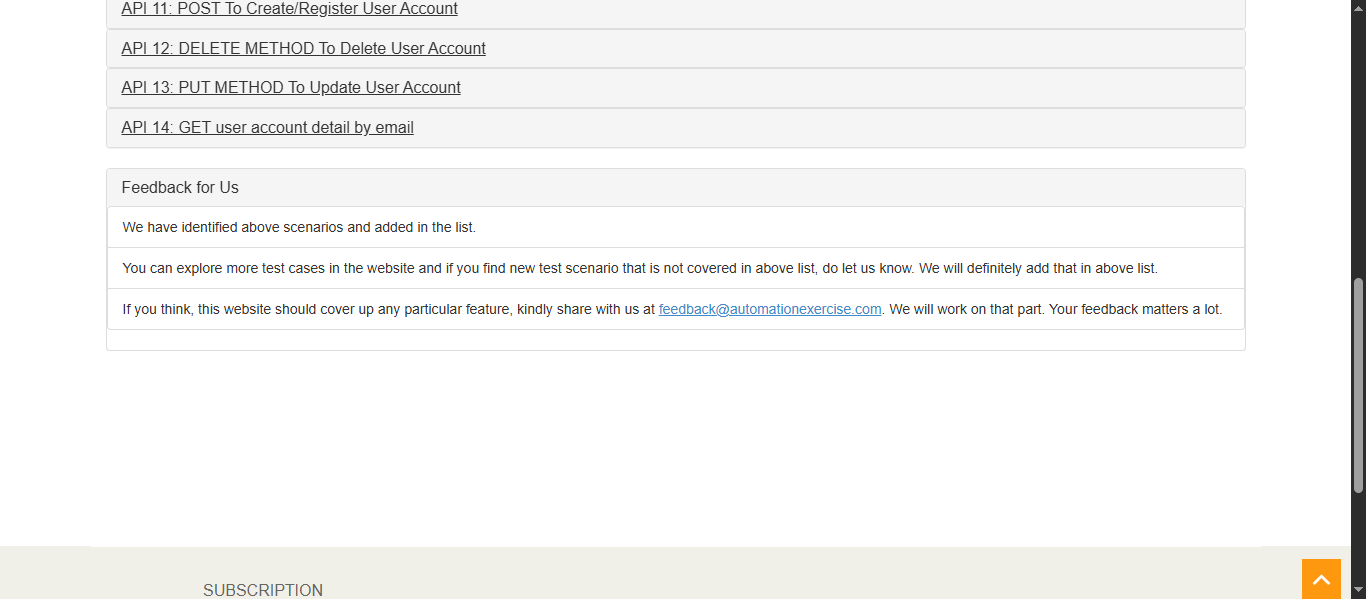 API 11: POST To Create/Register User Account
API 12: DELETE METHOD To Delete User Account
API 13: PUT METHOD To Update User Account
API 14: GET user account detail by email
Feedback for Us
We have identified above scenarios and added in the list.
You can explore more test cases in the website and if you find new test scenario that is not covered in above list, do let us know. We will definitely add that in above list.
If you think, this website should cover up any particular feature, kindly share with us at feedback@automationexercise.com. We will work on that part. Your feedback matters a lot.
SUBSCRIPTION